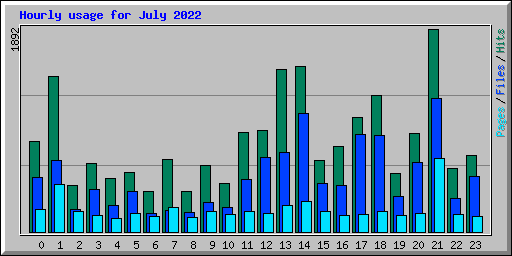 Hourly usage for July 2022
1892
Pages/Files/Hits
0 1 2 3 4 5 6 7 8 9 10 11 12 13 14 15 16 17 18 19 20 21 22 23